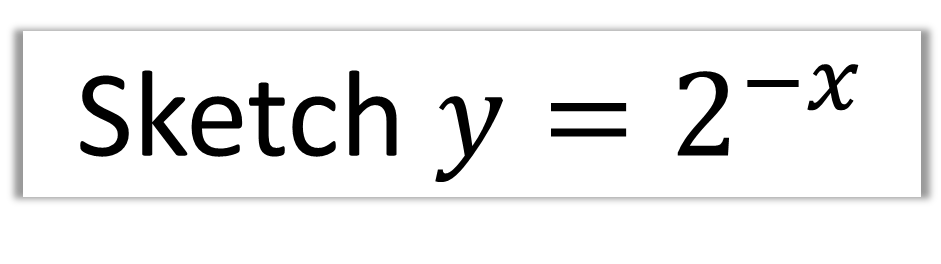 Sketch y = 2⁻ˣ